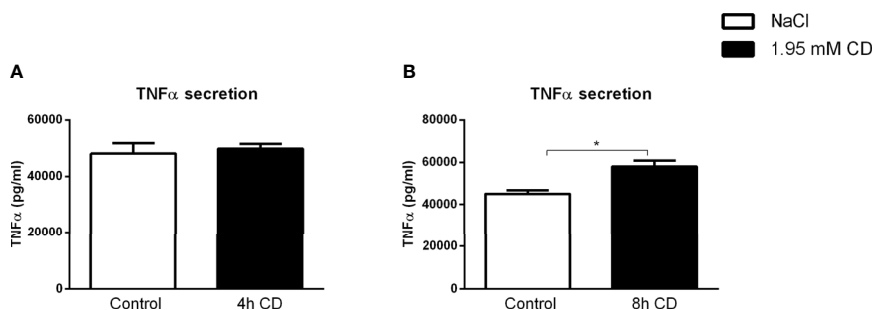 NaCl
1.95 mM CD
A
B
TNFα secretion
TNFα secretion
TNFα (pg/ml)
60000
40000
20000
0
Control
4h CD
TNFα (pg/ml)
80000
60000
40000
20000
0
*
Control
8h CD